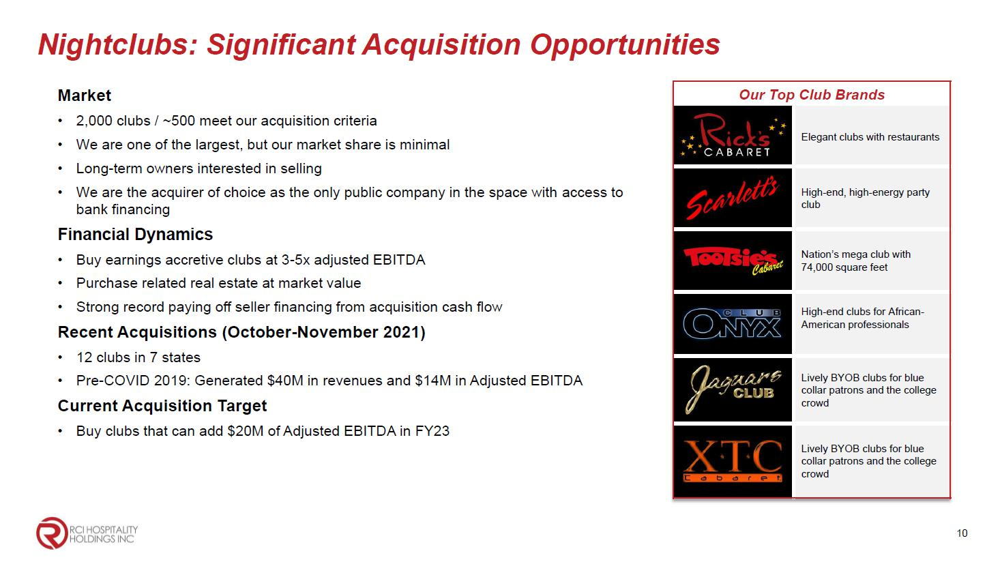 Nightclubs: Significant Acquisition Opportunities
Market
• 2,000 clubs / ~500 meet our acquisition criteria
• We are one of the largest, but our market share is minimal
• Long-term owners interested in selling
• We are the acquirer of choice as the only public company in the space with access to
bank financing
Financial Dynamics
• Buy earnings accretive clubs at 3-5x adjusted EBITDA
• Purchase related real estate at market value
• Strong record paying off seller financing from acquisition cash flow
Recent Acquisitions (October-November 2021)
• 12 clubs in 7 states
• Pre-COVID 2019: Generated $40M in revenues and $14M in Adjusted EBITDA
Current Acquisition Target
• Buy clubs that can add $20M of Adjusted EBITDA in FY23
Our Top Club Brands
Rick's
CABARET
Elegant clubs with restaurants
Scarlett's
High-end, high-energy party
club
Tootsie's
Cabaret
Nation's mega club with
74,000 square feet
CLUB
ONYX
High-end clubs for African-
American professionals
Jaguars
CLUB
Lively BYOB clubs for blue
collar patrons and the college
crowd
X·T·C
Cabaret
Lively BYOB clubs for blue
collar patrons and the college
crowd
R
RCI HOSPITALITY
HOLDINGS INC
10